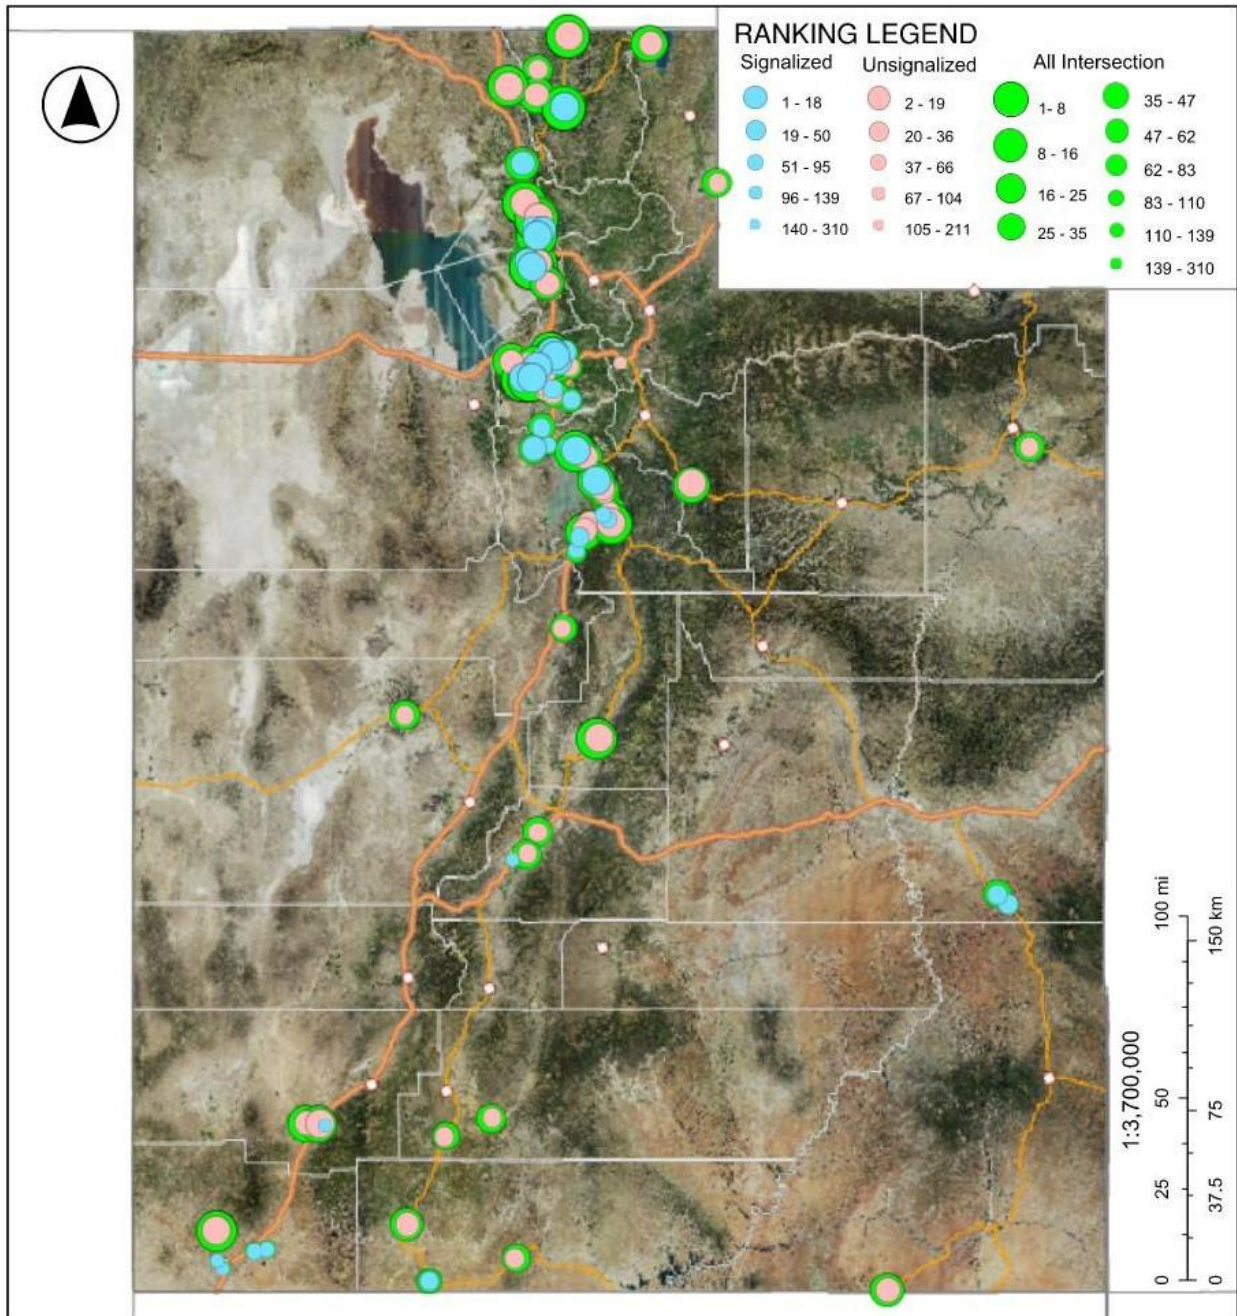 RANKING LEGEND
Signalized Unsignalized All Intersection
1 - 18 2 - 19 1- 8 35 - 47
19 - 50 20 - 36 8 - 16 47 - 62
51 - 95 37 - 66 16 - 25 62 - 83
96 - 139 67 - 104 25 - 35 83 - 110
140 - 310 105 - 211 110 - 139
139 - 310
1:3,700,000
0 25 50 100 mi
0 37.5 75 150 km